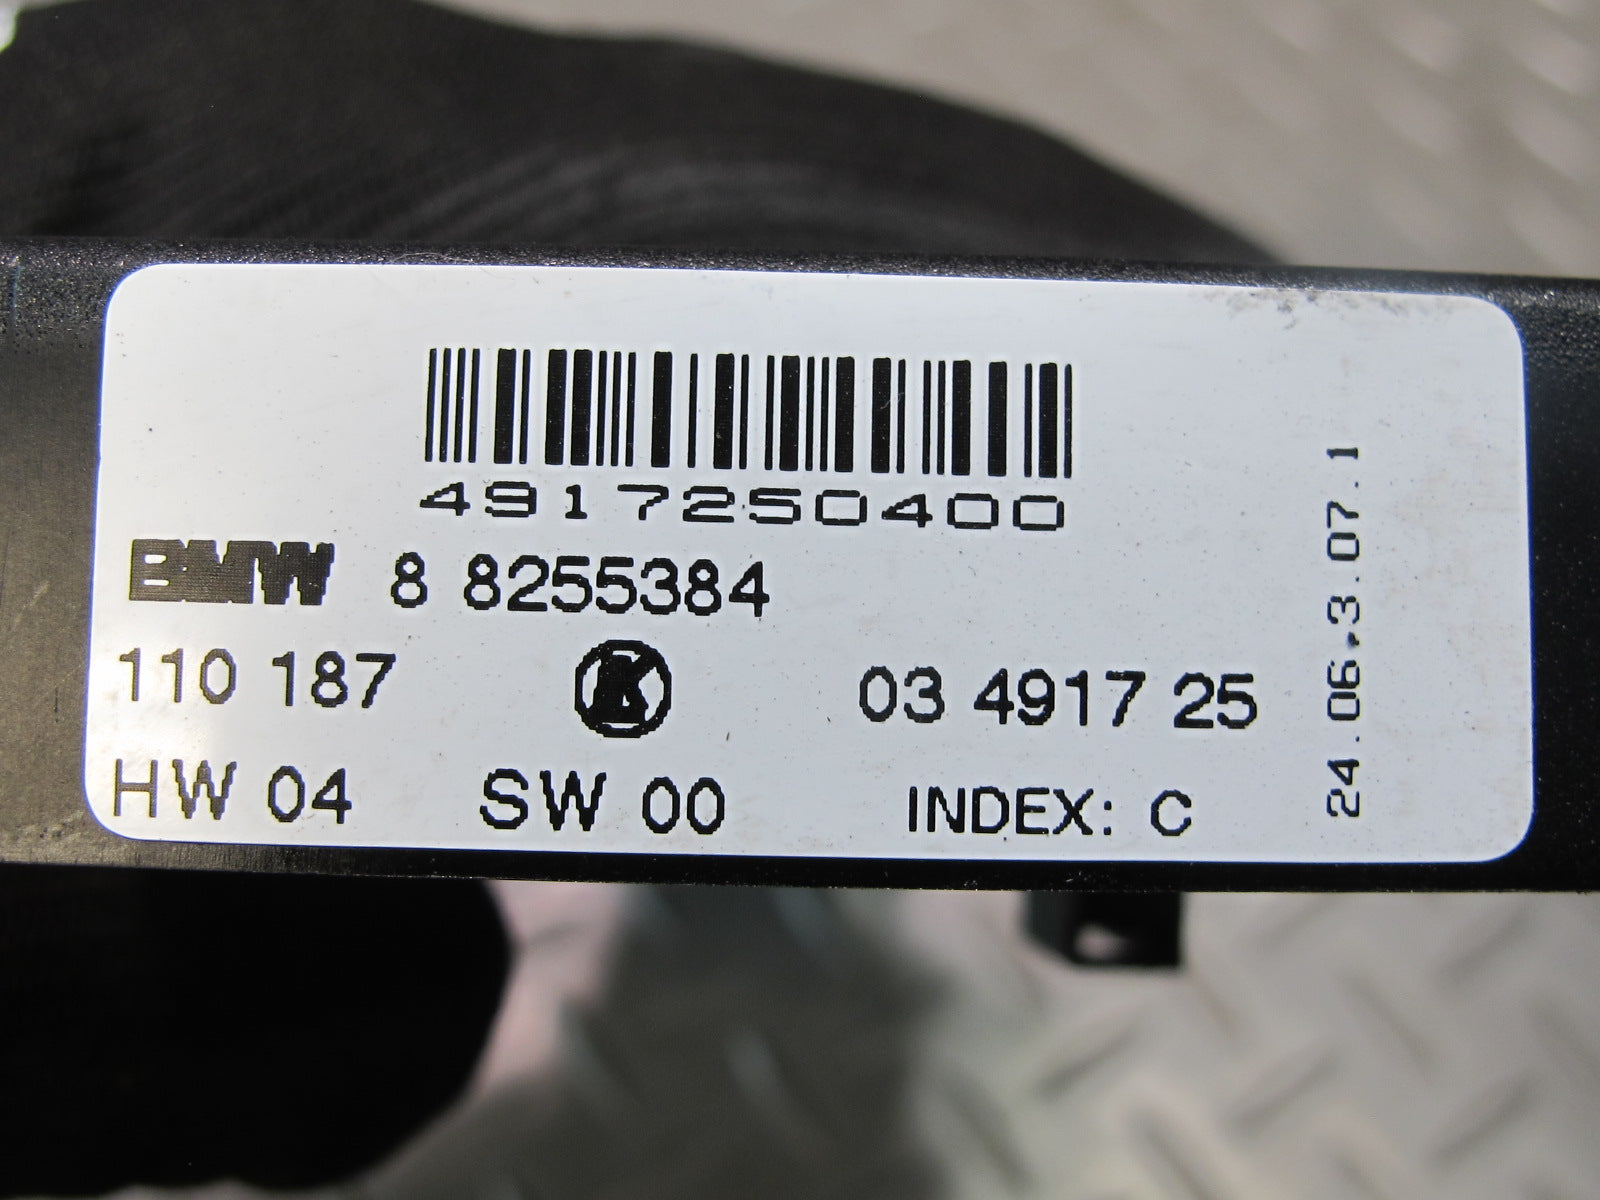 4917250400
BMW 8 8255384
110 187 K 03 4917 25
HW 04 SW 00 INDEX: C
24.06.3.07.1